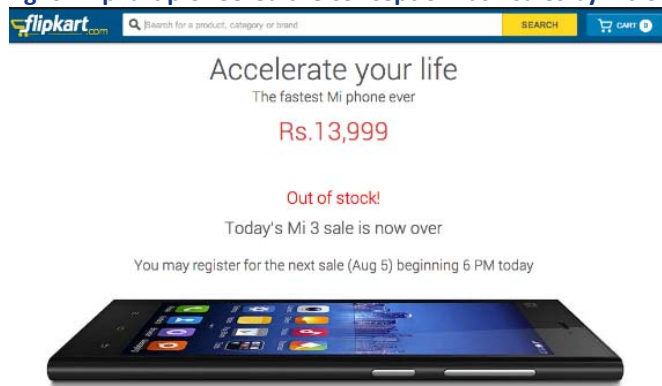 flipkart.com Search for a product, category or brand SEARCH CART 0
Accelerate your life
The fastest Mi phone ever
Rs.13,999
Out of stock!
Today's Mi 3 sale is now over
You may register for the next sale (Aug 5) beginning 6 PM today